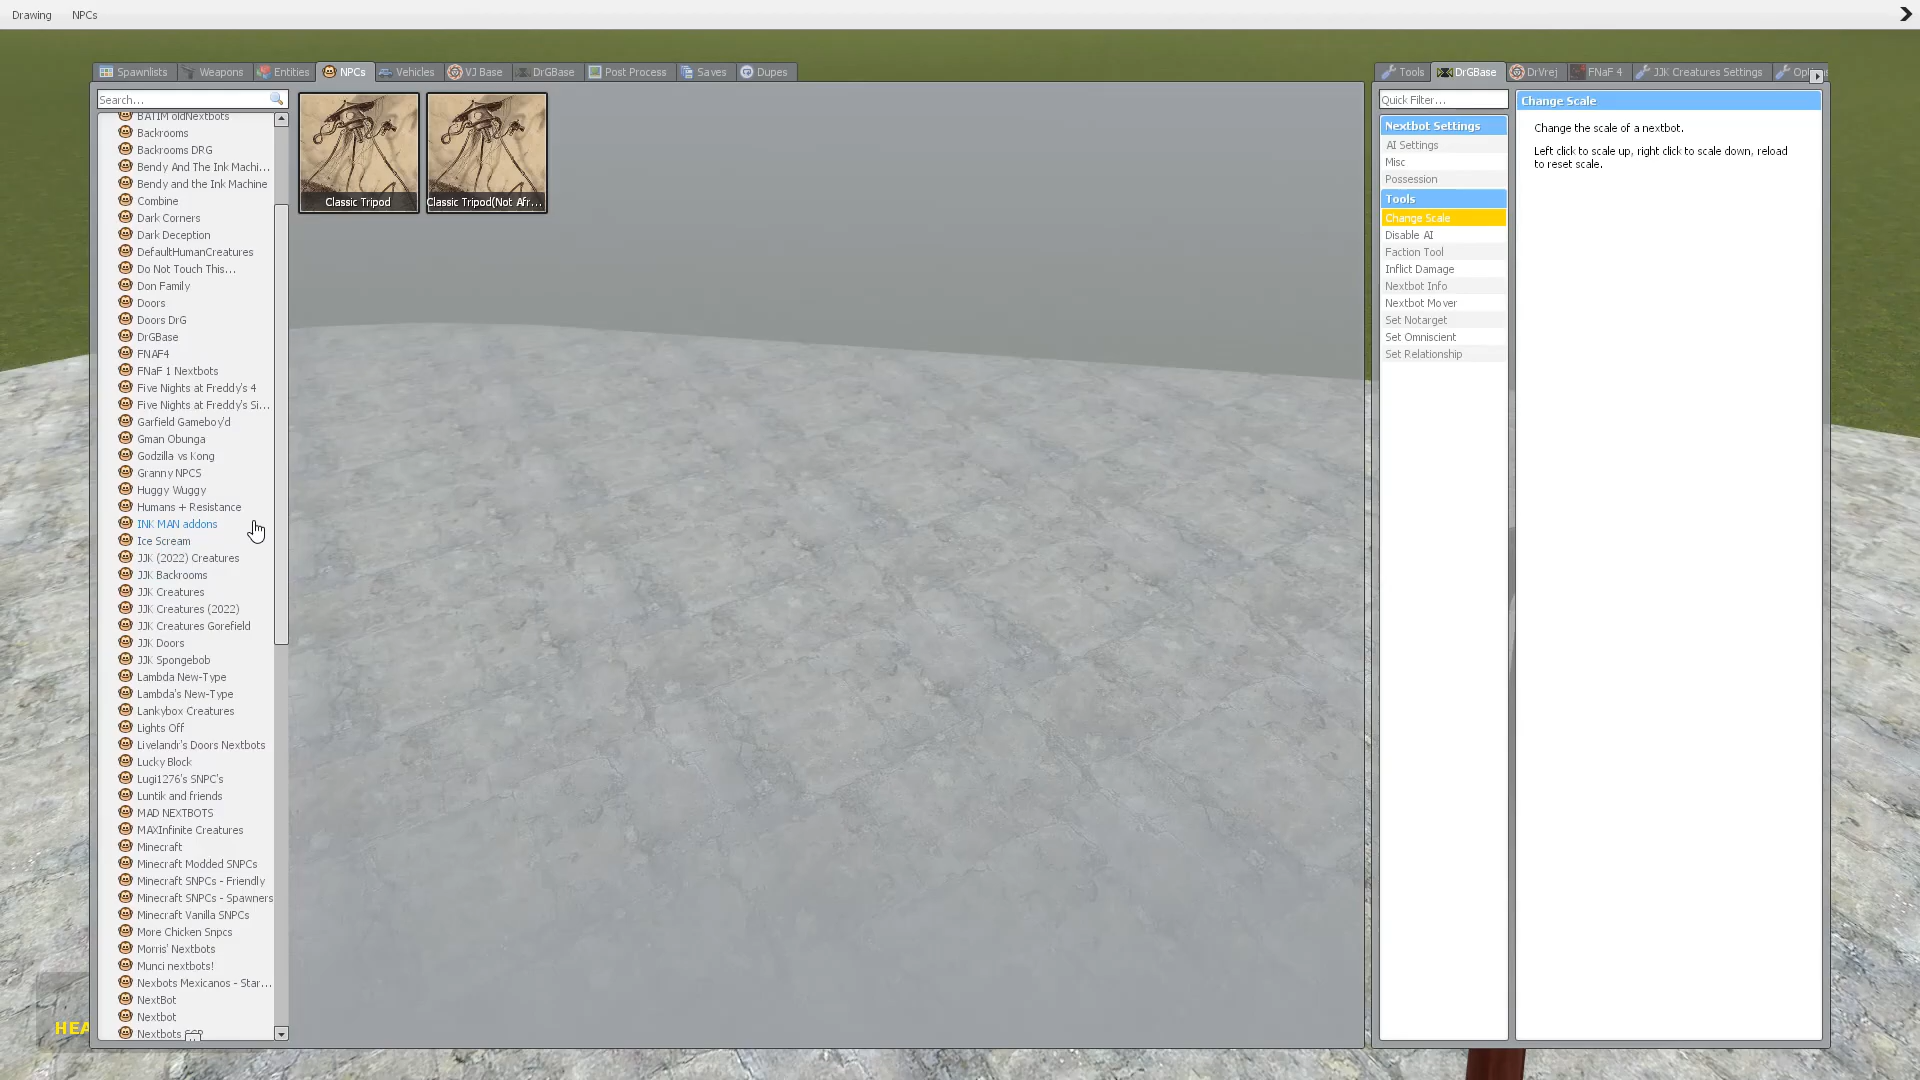 Drawing
NPCs
Spawnlists
Weapons
Entities
NPCs
Vehicles
VJ Base
DrGBase
Post Process
Saves
Dupes
Search...
BATIM oldNextbots
Backrooms
Backrooms DRG
Bendy And The Ink Machi...
Bendy and the Ink Machine
Combine
Dark Corners
Dark Deception
DefaultHumanCreatures
Do Not Touch This...
Don Family
Doors
Doors DrG
DrGBase
FNAF4
FNaF 1 Nextbots
Five Nights at Freddy's 4
Five Nights at Freddy's Si...
Garfield Gameboy'd
Gman Obunga
Godzilla vs Kong
Granny NPCS
Huggy Wuggy
Humans + Resistance
INK MAN addons
Ice Scream
JJK (2022) Creatures
JJK Backrooms
JJK Creatures
JJK Creatures (2022)
JJK Creatures Gorefield
JJK Doors
JJK Spongebob
Lambda New-Type
Lambda's New-Type
Lankybox Creatures
Lights Off
Livelandr's Doors Nextbots
Lucky Block
Lugi1276's SNPC's
Luntik and friends
MAD NEXTBOTS
MAXInfinite Creatures
Minecraft
Minecraft Modded SNPCs
Minecraft SNPCs - Friendly
Minecraft SNPCs - Spawners
Minecraft Vanilla SNPCs
More Chicken Snpcs
Morris' Nextbots
Munci nextbots!
Nexbots Mexicanos - Star...
NextBot
Nextbot
Nextbots
Classic Tripod
Classic Tripod(Not Afr...
HEA
Tools
DrGBase
DrVrej
FNaF 4
JJK Creatures Settings
Quick Filter...
Nextbot Settings
AI Settings
Misc
Possession
Tools
Change Scale
Disable AI
Faction Tool
Inflict Damage
Nextbot Info
Nextbot Mover
Set Notarget
Set Omniscient
Set Relationship
Change Scale
Change the scale of a nextbot.
Left click to scale up, right click to scale down, reload
to reset scale.